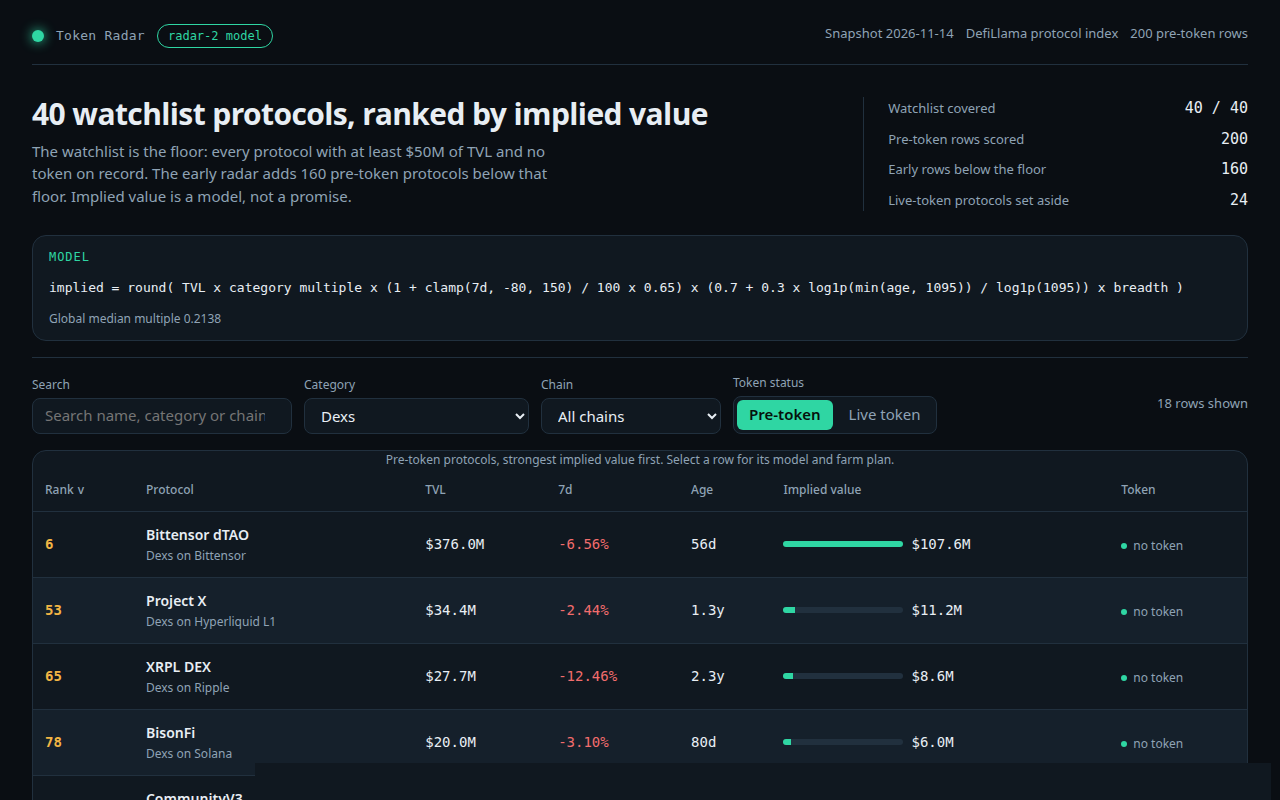 Token Radar radar-2 model Snapshot 2026-11-14 DefiLlama protocol index 200 pre-token rows
40 watchlist protocols, ranked by implied value
The watchlist is the floor: every protocol with at least $50M of TVL and no
token on record. The early radar adds 160 pre-token protocols below that
floor. Implied value is a model, not a promise.
Watchlist covered 40 / 40
Pre-token rows scored 200
Early rows below the floor 160
Live-token protocols set aside 24
MODEL
implied = round( TVL x category multiple x (1 + clamp(7d, -80, 150) / 100 x 0.65) x (0.7 + 0.3 x log1p(min(age, 1095)) / log1p(1095)) x breadth )
Global median multiple 0.2138
Search Category Chain Token status
Search name, category or chain Dexs All chains Pre-token Live token 18 rows shown
Pre-token protocols, strongest implied value first. Select a row for its model and farm plan.
Rank v Protocol TVL 7d Age Implied value Token
6 Bittensor dTAO $376.0M -6.56% 56d $107.6M no token
Dexs on Bittensor
53 Project X $34.4M -2.44% 1.3y $11.2M no token
Dexs on Hyperliquid L1
65 XRPL DEX $27.7M -12.46% 2.3y $8.6M no token
Dexs on Ripple
78 BisonFi $20.0M -3.10% 80d $6.0M no token
Dexs on Solana
CommunityV3